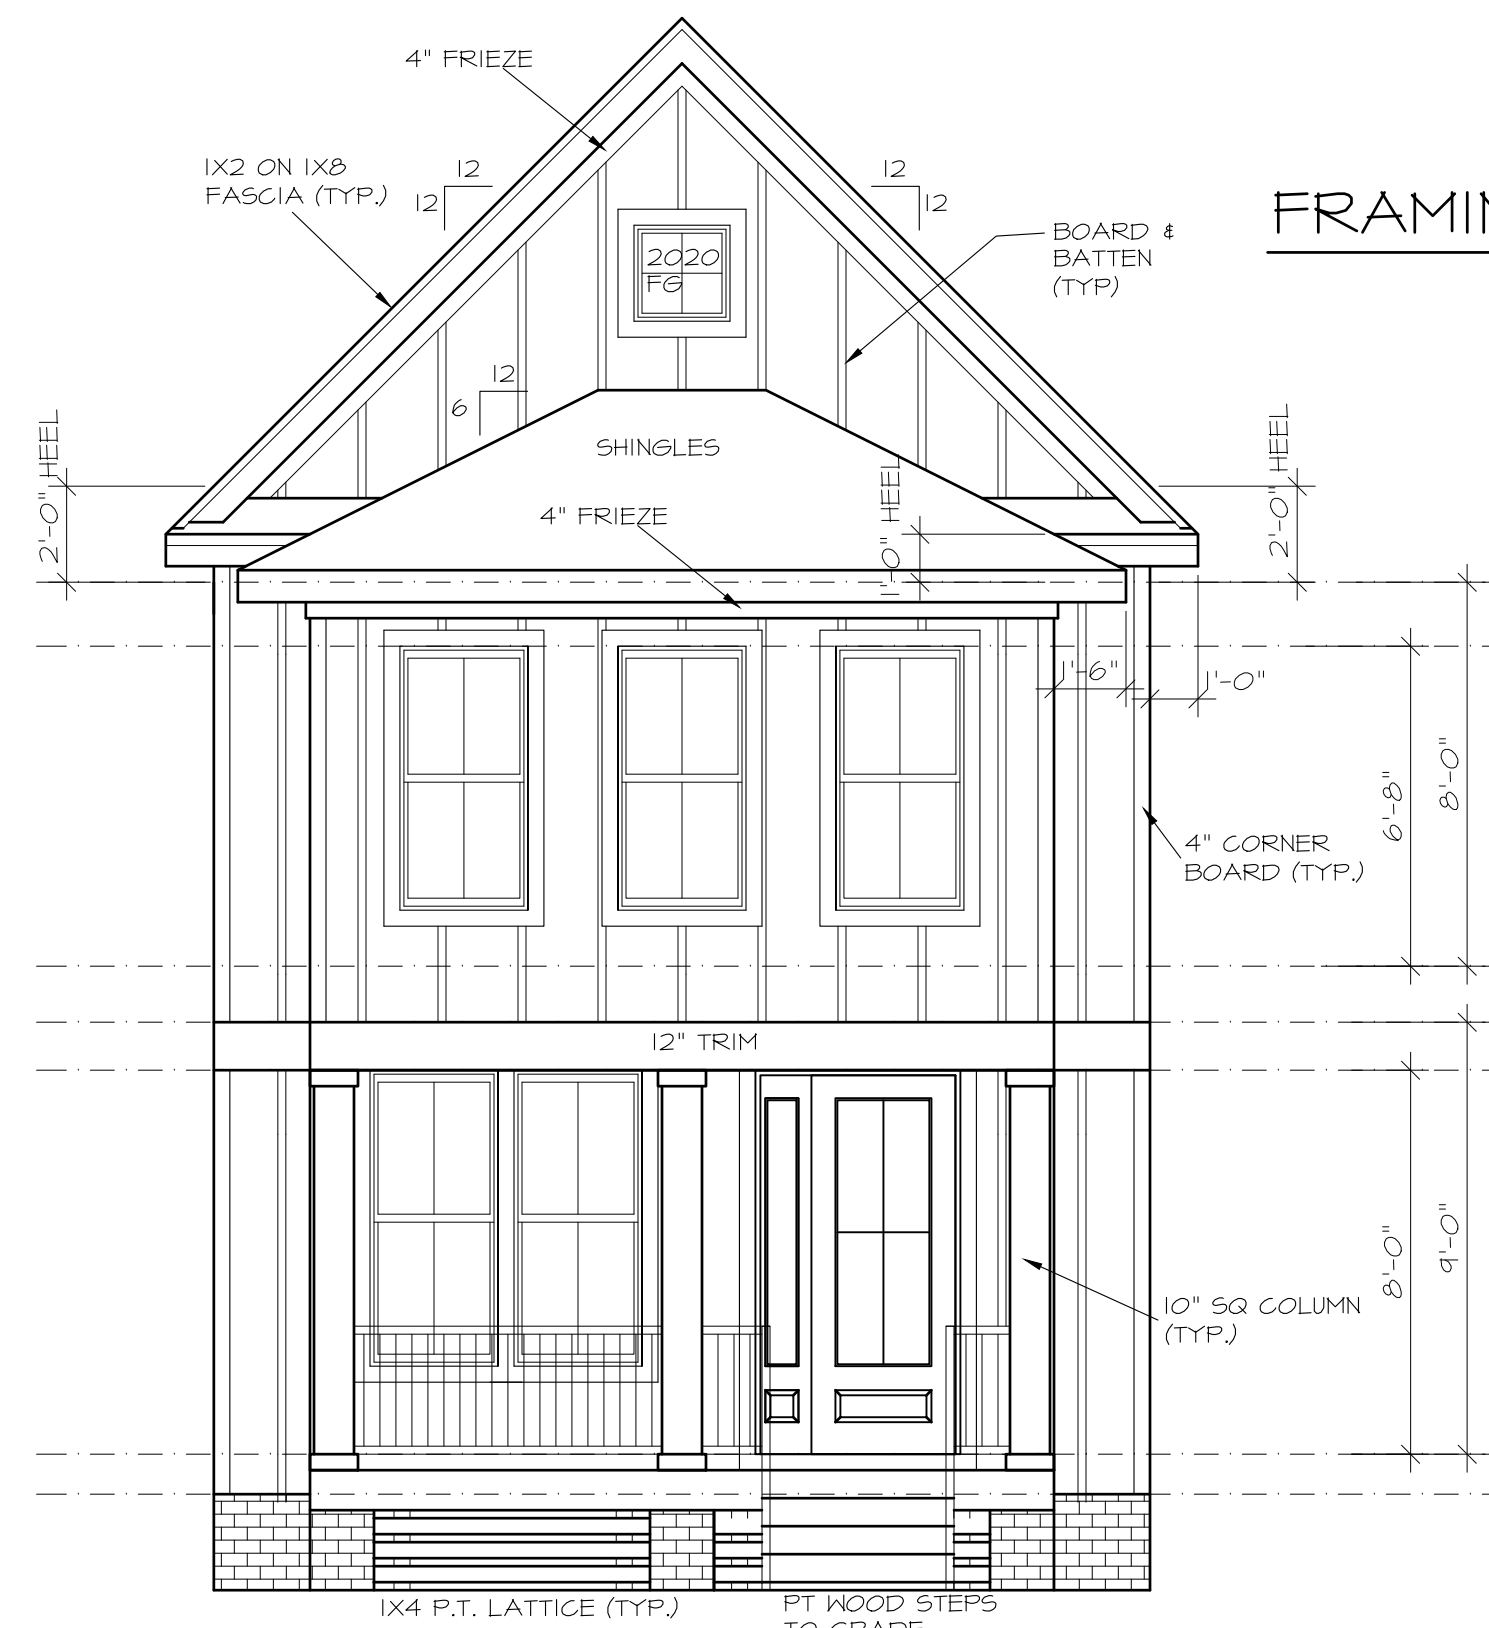 4" FRIEZE
1X2 ON 1X8
FASCIA (TYP.)
12
12
12
12
FRAMIN
BOARD &
BATTEN
(TYP)
2020
FG
12
6
SHINGLES
2'-0" HEEL
4" FRIEZE
1'-0" HEEL
2'-0" HEEL
1'-6"
1'-0"
6'-8"
8'-0"
4" CORNER
BOARD (TYP.)
12" TRIM
8'-0"
9'-0"
10" SQ COLUMN
(TYP.)
1X4 P.T. LATTICE (TYP.)
PT WOOD STEPS
TO GRADE